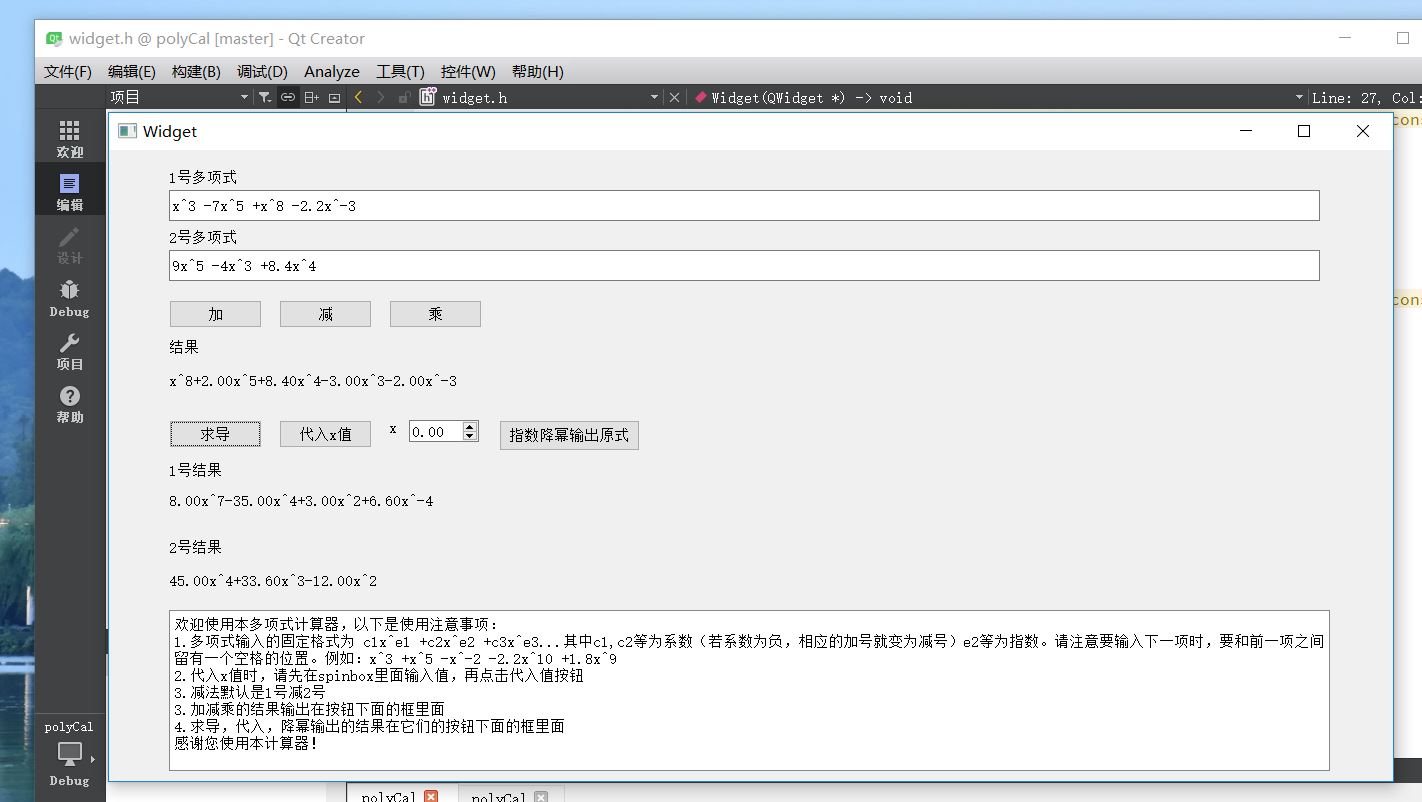 widget.h @ polyCal [master] - Qt Creator
文件(F) 编辑(E) 构建(B) 调试(D) Analyze 工具(T) 控件(W) 帮助(H)
项目 widget.h Widget(QWidget *) -> void Line: 27, Col:
con
Widget
欢迎
编辑
设计
Debug
项目
帮助
1号多项式
x^3 -7x^5 +x^8 -2.2x^-3
2号多项式
9x^5 -4x^3 +8.4x^4
con
加 减 乘
结果
x^8+2.00x^5+8.40x^4-3.00x^3-2.00x^-3
求导 代入x值 x 0.00 指数降幂输出原式
1号结果
8.00x^7-35.00x^4+3.00x^2+6.60x^-4
2号结果
45.00x^4+33.60x^3-12.00x^2
欢迎使用本多项式计算器，以下是使用注意事项：
1.多项式输入的固定格式为 c1x^e1 +c2x^e2 +c3x^e3...其中c1,c2等为系数（若系数为负，相应的加号就变为减号）e2等为指数。请注意要输入下一项时，要和前一项之间
留有一个空格的位置。例如：x^3 +x^5 -x^-2 -2.2x^10 +1.8x^9
2.代入x值时，请先在spinbox里面输入值，再点击代入值按钮
3.减法默认是1号减2号
3.加减乘的结果输出在按钮下面的框里面
4.求导，代入，降幂输出的结果在它们的按钮下面的框里面
感谢您使用本计算器！
polyCal
Debug
polyCal polyCal